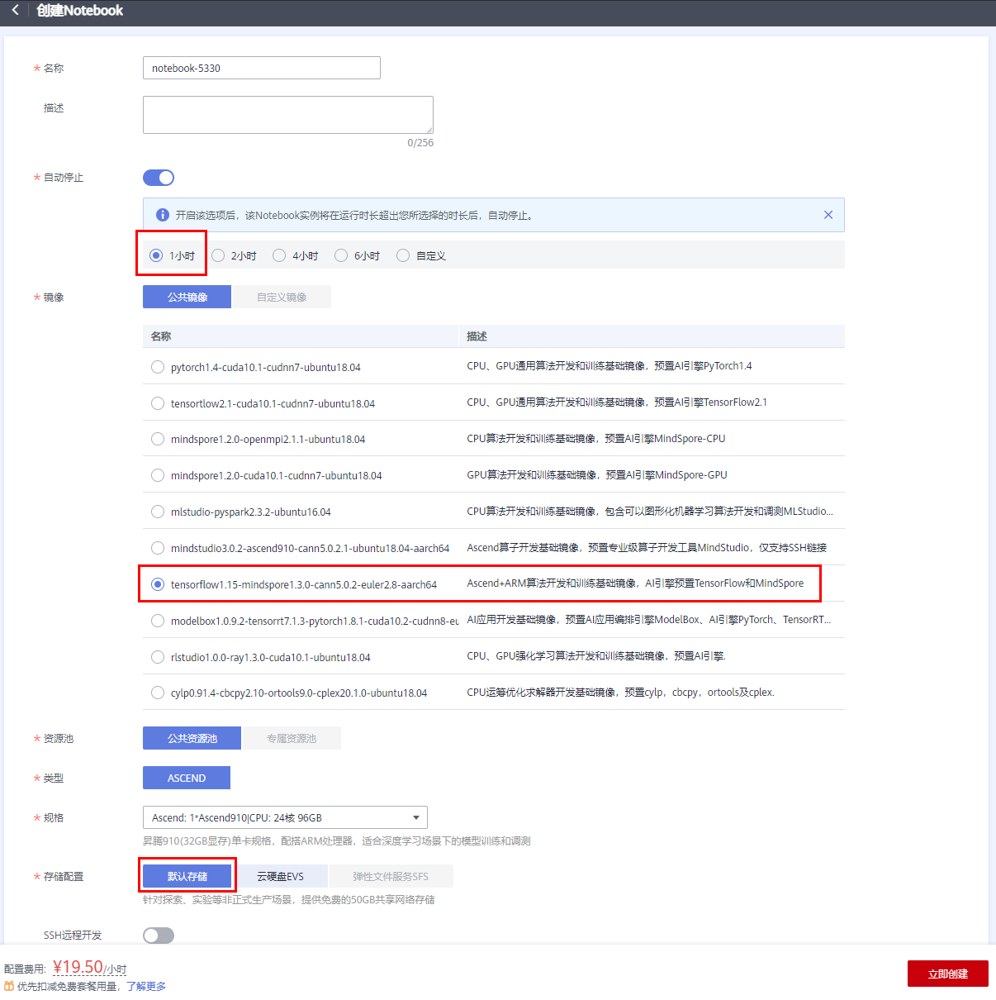 创建Notebook
* 名称
notebook-5330
描述
0/256
* 自动停止
开启该选项后，该Notebook实例将在运行时长超出您所选择的时长后，自动停止。
1小时 2小时 4小时 6小时 自定义
* 镜像
公共镜像 自定义镜像
名称 描述
pytorch1.4-cuda10.1-cudnn7-ubuntu18.04 CPU、GPU通用算法开发和训练基础镜像，预置AI引擎PyTorch1.4
tensortlow2.1-cuda10.1-cudnn7-ubuntu18.04 CPU、GPU通用算法开发和训练基础镜像，预置AI引擎TensorFlow2.1
mindspore1.2.0-openmpi2.1.1-ubuntu18.04 CPU算法开发和训练基础镜像，预置AI引擎MindSpore-CPU
mindspore1.2.0-cuda10.1-cudnn7-ubuntu18.04 GPU算法开发和训练基础镜像，预置AI引擎MindSpore-GPU
mlstudio-pyspark2.3.2-ubuntu16.04 CPU算法开发和训练基础镜像，包含可以图形化机器学习算法开发和调测MLStudio...
mindstudio3.0.2-ascend910-cann5.0.2.1-ubuntu18.04-aarch64 Ascend算子开发基础镜像，预置专业级算子开发工具MindStudio，仅支持SSH链接
tensorflow1.15-mindspore1.3.0-cann5.0.2-euler2.8-aarch64 Ascend+ARM算法开发和训练基础镜像，AI引擎预置TensorFlow和MindSpore
modelbox1.0.9.2-tensorrt7.1.3-pytorch1.8.1-cuda10.2-cudnn8-eu AI应用开发基础镜像，预置AI应用编排引擎ModelBox、AI引擎PyTorch、TensorRT...
rlstudio1.0.0-ray1.3.0-cuda10.1-ubuntu18.04 CPU、GPU强化学习算法开发和训练基础镜像，预置AI引擎.
cylp0.91.4-cbcpy2.10-ortools9.0-cplex20.1.0-ubuntu18.04 CPU运筹优化求解器开发基础镜像，预置cylp，cbcpy，ortools及cplex.
* 资源池
公共资源池 专属资源池
* 类型
ASCEND
* 规格
Ascend: 1*Ascend910|CPU: 24核 96GB
昇腾910(32GB显存)单卡规格，配搭ARM处理器，适合深度学习场景下的模型训练和调测
* 存储配置
默认存储 云硬盘EVS 弹性文件服务SFS
针对探索、实验等非正式生产场景，提供免费的50GB共享网络存储
SSH远程开发
配置费用: ¥19.50/小时
优先扣减免费套餐用量，了解更多
立即创建